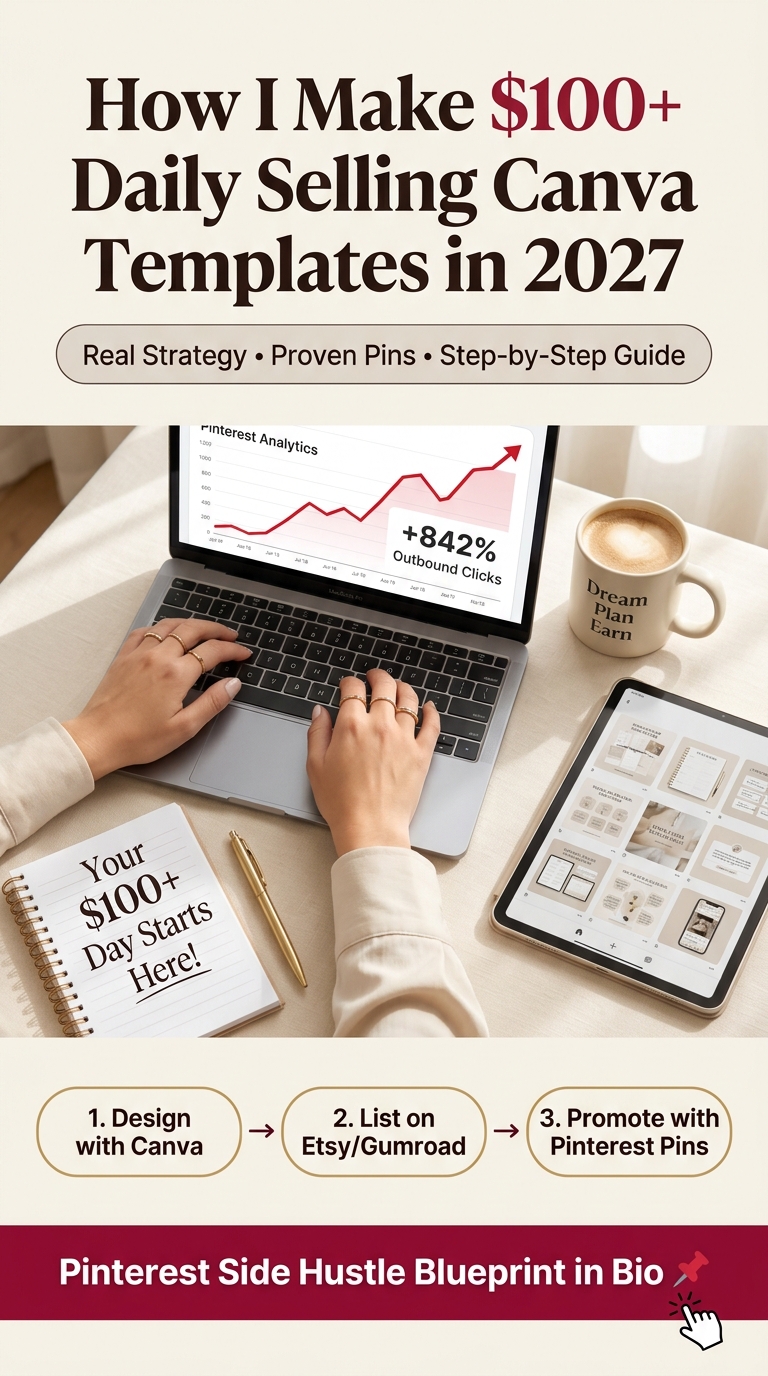 How I Make $100+
Daily Selling Canva
Templates in 2027
Real Strategy • Proven Pins • Step-by-Step Guide
Pinterest Analytics
+842%
Outbound Clicks
Dream
Plan
Earn
Your
$100+
Day Starts
Here!
1. Design
with Canva
→
2. List on
Etsy/Gumroad
→
3. Promote with
Pinterest Pins
Pinterest Side Hustle Blueprint in Bio 📌